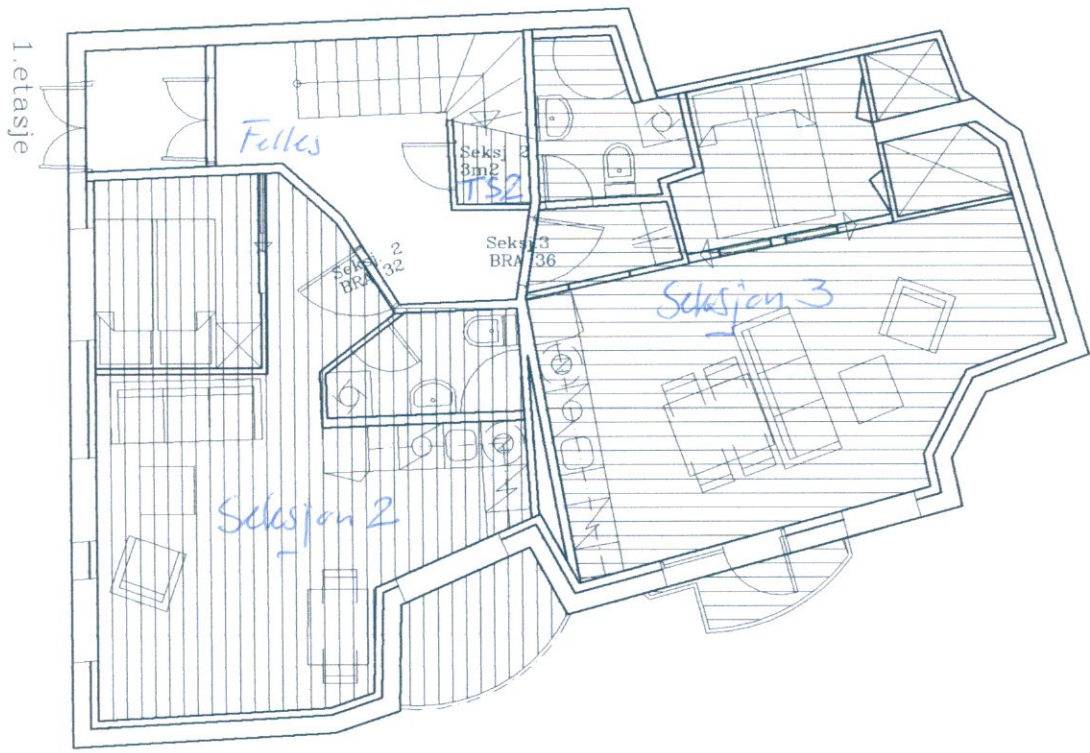 1.etasje
Felles
Seksj 2
3m2
TS2
Seksj. 2
BRA 32
Seksj.3
BRA 36
Seksjon 3
Seksjon 2